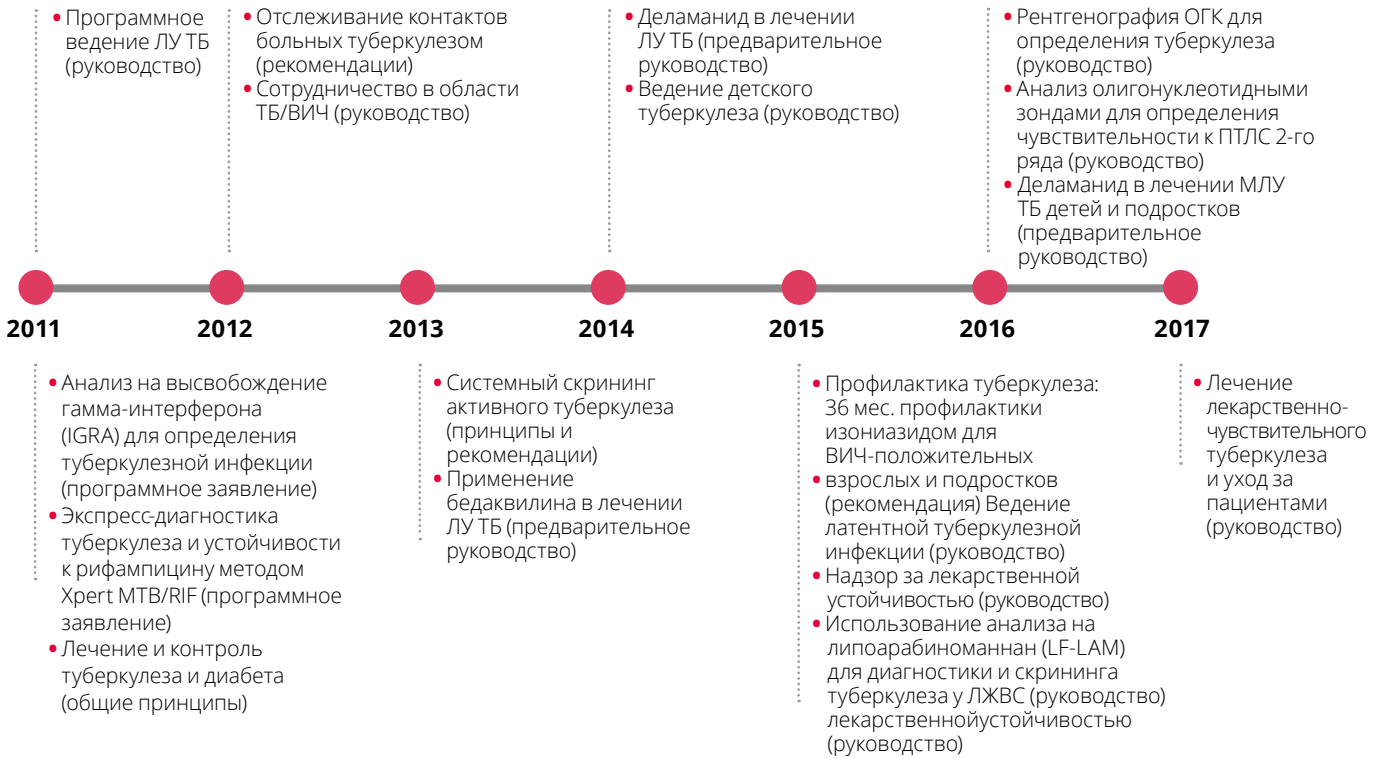 • Программное
ведение ЛУ ТБ
(руководство)
• Отслеживание контактов
больных туберкулезом
(рекомендации)
• Сотрудничество в области
ТБ/ВИЧ (руководство)
• Деламанид в лечении
ЛУ ТБ (предварительное
руководство)
• Ведение детского
туберкулеза (руководство)
• Рентгенография ОГК для
определения туберкулеза
(руководство)
• Анализ олигонуклеотидными
зондами для определения
чувствительности к ПТЛС 2-го
ряда (руководство)
• Деламанид в лечении МЛУ
ТБ детей и подростков
(предварительное
руководство)
2011
2012
2013
2014
2015
2016
2017
• Анализ на высвобождение
гамма-интерферона
(IGRA) для определения
туберкулезной инфекции
(программное заявление)
• Экспресс-диагностика
туберкулеза и устойчивости
к рифампицину методом
Xpert MTB/RIF (программное
заявление)
• Лечение и контроль
туберкулеза и диабета
(общие принципы)
• Системный скрининг
активного туберкулеза
(принципы и
рекомендации)
• Применение
бедаквилина в лечении
ЛУ ТБ (предварительное
руководство)
• Профилактика туберкулеза:
36 мес. профилактики
изониазидом для
ВИЧ-положительных
• взрослых и подростков
(рекомендация) Ведение
латентной туберкулезной
инфекции (руководство)
• Надзор за лекарственной
устойчивостью (руководство)
• Использование анализа на
липоарабиноманнан (LF-LAM)
для диагностики и скрининга
туберкулеза у ЛЖВС (руководство)
лекарственнойустойчивостью
(руководство)
• Лечение
лекарственно-
чувствительного
туберкулеза
и уход за
пациентами
(руководство)